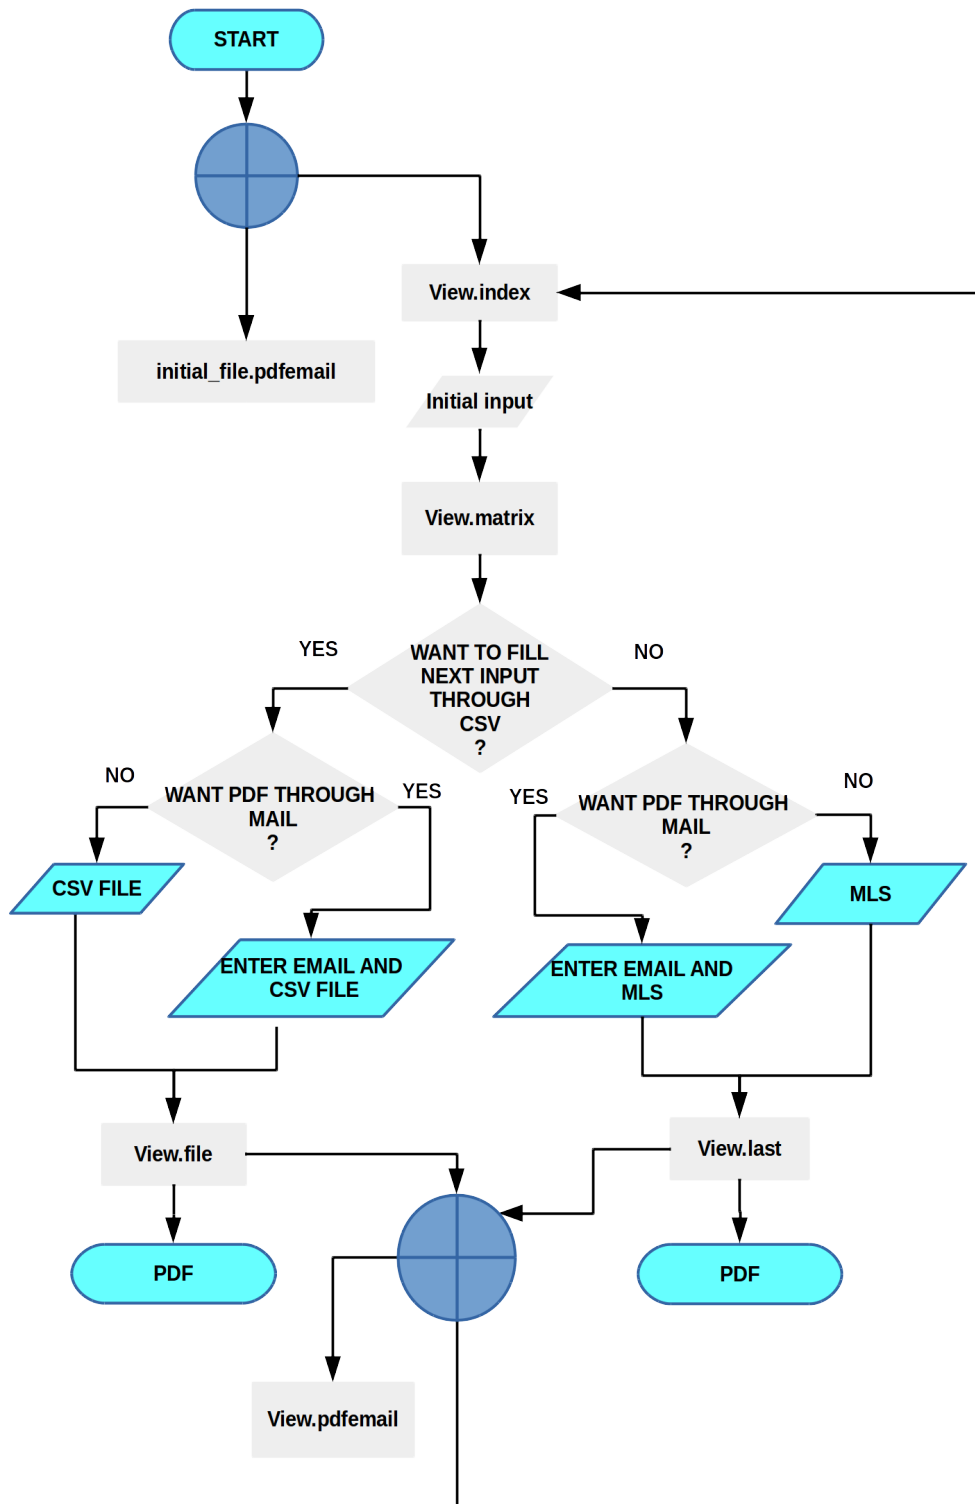 START
View.index
initial_file.pdfemail
Initial input
View.matrix
YES
NO
WANT TO FILL
NEXT INPUT
THROUGH
CSV
?
NO
WANT PDF THROUGH
MAIL
?
YES
YES
WANT PDF THROUGH
MAIL
?
NO
CSV FILE
MLS
ENTER EMAIL AND
CSV FILE
ENTER EMAIL AND
MLS
View.file
View.last
PDF
PDF
View.pdfemail